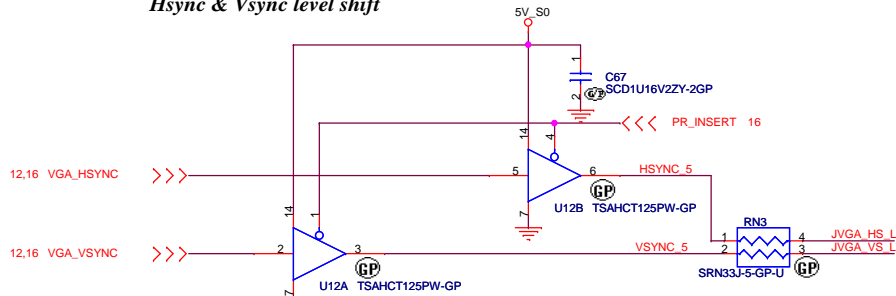 Hsync & Vsync level shift
5V_S0
1
C67
SCD1U16V2ZY-2GP
G/P
2
14
4
PR_INSERT 16
12,16 VGA_HSYNC
5
6
HSYNC_5
GP
U12B TSAHCT125PW-GP
7
14
1
RN3
1
4
JVGA_HS_L
12,16 VGA_VSYNC
2
3
VSYNC_5
2
3
JVGA_VS_L
GP
SRN33J-5-GP-U
GP
U12A TSAHCT125PW-GP
7